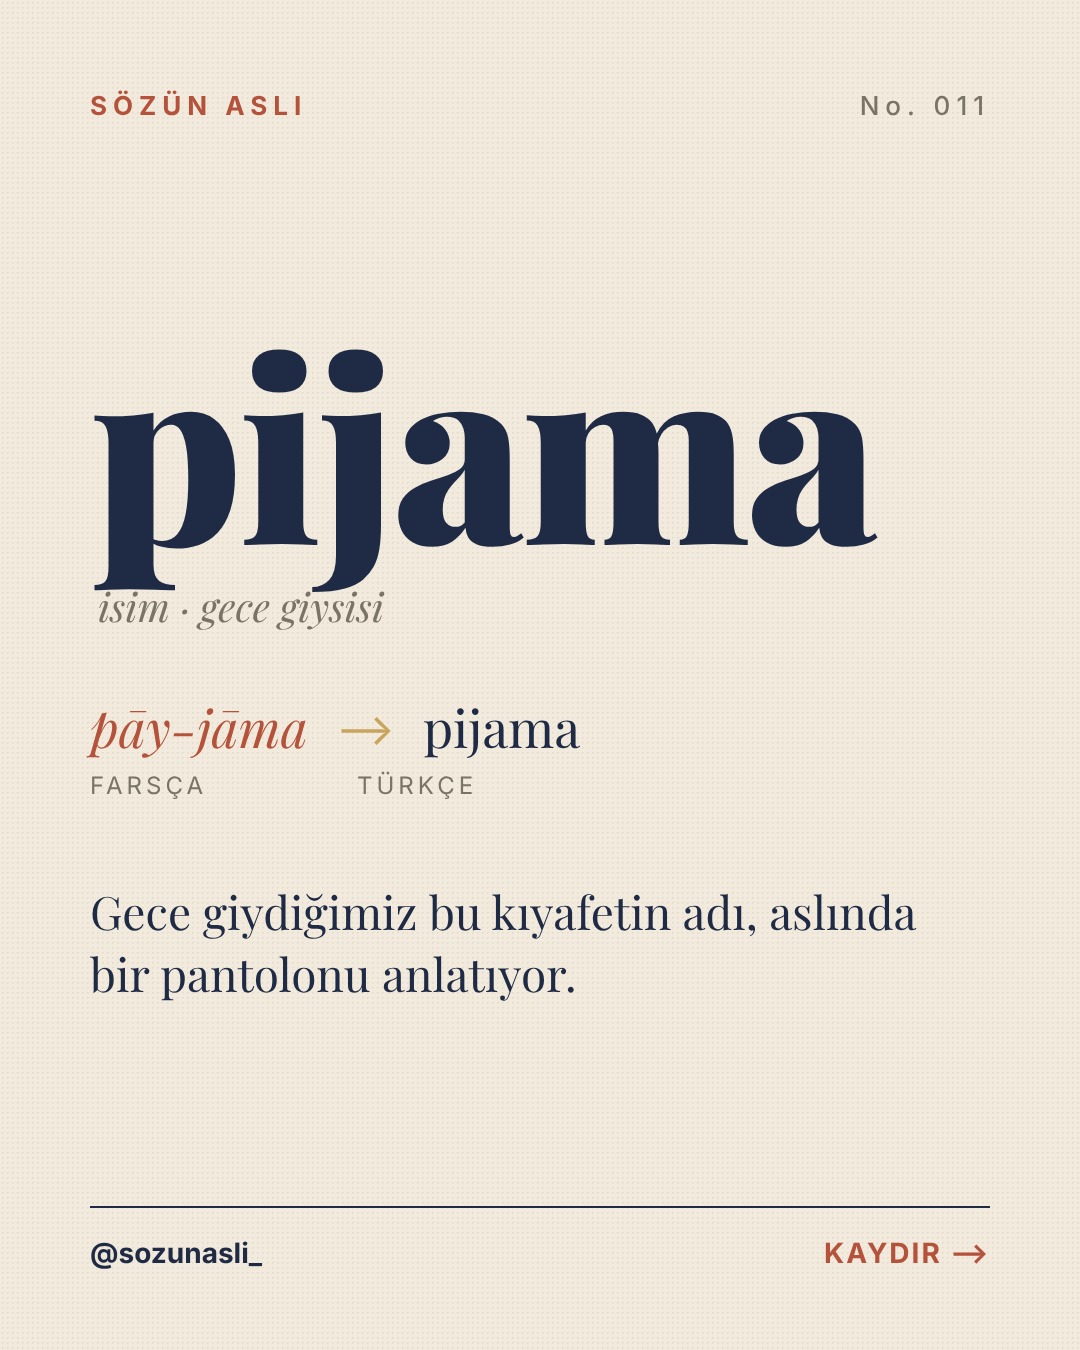 SÖZÜN ASLI
No. 011
pijama
isim · gece giysisi
pāy-jāma → pijama
FARSÇA TÜRKÇE
Gece giydiğimiz bu kıyafetin adı, aslında
bir pantolonu anlatıyor.
@sozunasli_
KAYDIR →